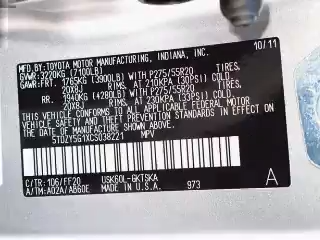 MFD. BY: TOYOTA MOTOR MANUFACTURING, INDIANA, INC.
GVWR: 3220KG (7100LB) 10/11
GAWR: FRT. 1765KG (3900LB) WITH P275/55R20 TIRES,
20X8J RIMS, AT 210KPA (30PSI) COLD
RR. 1940KG (4280LB) WITH P275/55R20 TIRES,
20X8J RIMS, AT 230KPA (33PSI) COLD
THIS VEHICLE CONFORMS TO ALL APPLICABLE FEDERAL
MOTOR VEHICLE SAFETY AND THEFT PREVENTION STANDARDS
IN EFFECT ON THE DATE OF MANUFACTURE SHOWN ABOVE.
5TDZY5G1XCS038221 MPV
C/TR: 1D6/FF20 USK60L-GKTSKA
A/TM: A02A/AB60E MADE IN U.S.A. 973 A